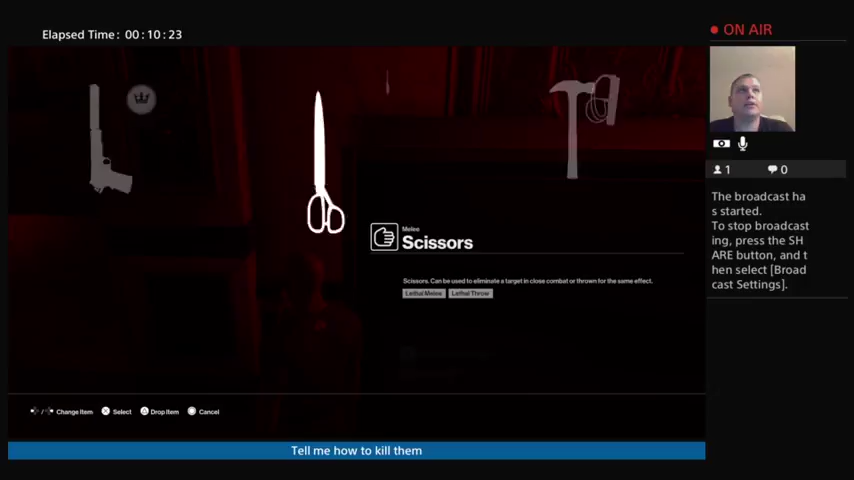 Elapsed Time: 00:10:23
ON AIR
1 0
The broadcast ha
s started.
To stop broadcast
ing, press the SH
ARE button, and t
hen select [Broad
cast Settings].
Melee
Scissors
Scissors. Can be used to eliminate a target in close combat or thrown for the same effect.
Lethal Melee Lethal Throw
/ Change Item Select Drop Item Cancel
Tell me how to kill them